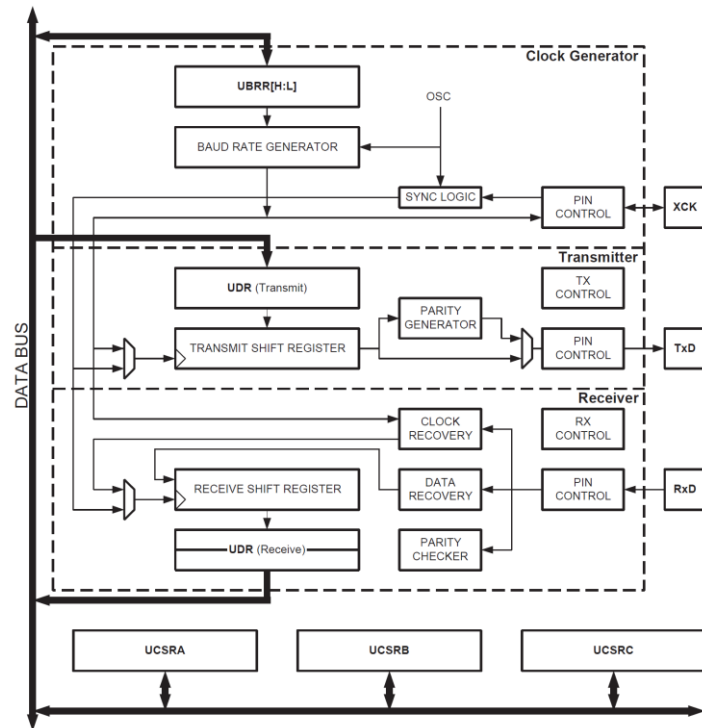 Clock Generator
UBRR[H:L]
OSC
BAUD RATE GENERATOR
SYNC LOGIC
PIN
CONTROL
XCK
Transmitter
UDR (Transmit)
TX
CONTROL
PARITY
GENERATOR
TRANSMIT SHIFT REGISTER
PIN
CONTROL
TxD
DATA BUS
Receiver
CLOCK
RECOVERY
RX
CONTROL
RECEIVE SHIFT REGISTER
DATA
RECOVERY
PIN
CONTROL
RxD
UDR (Receive)
PARITY
CHECKER
UCSRA
UCSRB
UCSRC